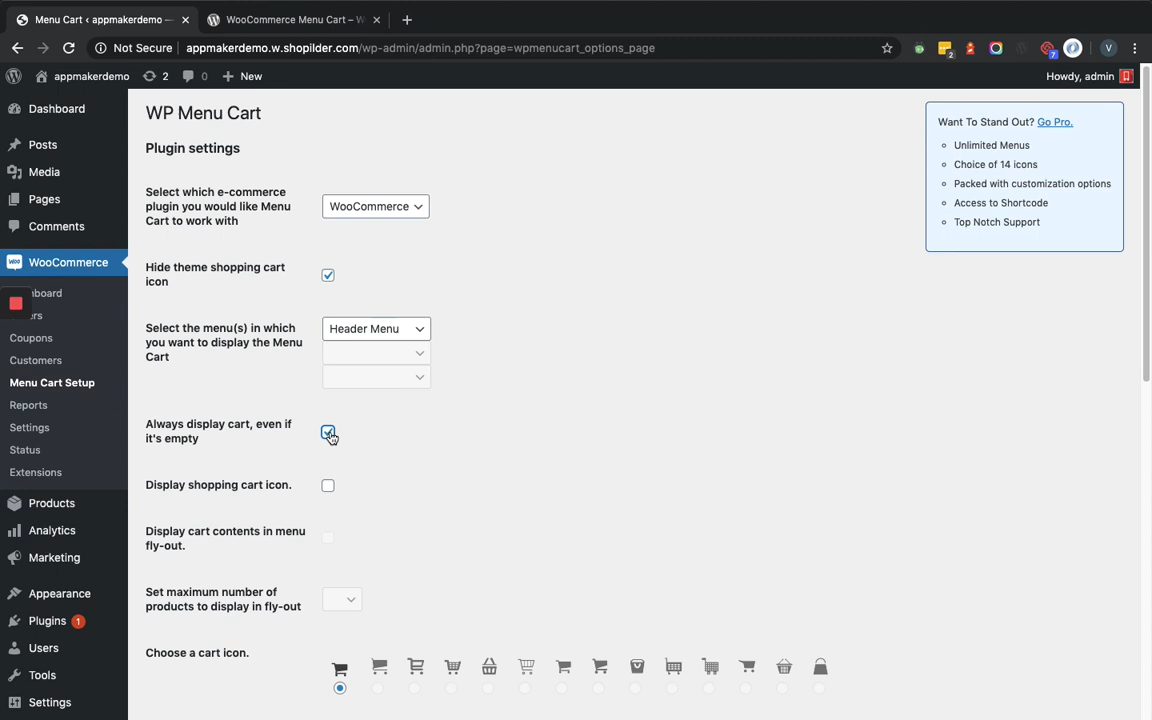 Menu Cart ‹ appmakerdemo —
WooCommerce Menu Cart – W
Not Secure
appmakerdemo.w.shopilder.com/wp-admin/admin.php?page=wpmenucart_options_page
2
7
V
appmakerdemo
2
0
New
Howdy, admin
Dashboard
Posts
Media
Pages
Comments
WooCommerce
board
ers
Coupons
Customers
Menu Cart Setup
Reports
Settings
Status
Extensions
Products
Analytics
Marketing
Appearance
Plugins 1
Users
Tools
Settings
WP Menu Cart
Plugin settings
Select which e-commerce
plugin you would like Menu
Cart to work with
WooCommerce
Hide theme shopping cart
icon
Select the menu(s) in which
you want to display the Menu
Cart
Header Menu
Always display cart, even if
it's empty
Display shopping cart icon.
Display cart contents in menu
fly-out.
Set maximum number of
products to display in fly-out
Choose a cart icon.
Want To Stand Out? Go Pro.
Unlimited Menus
Choice of 14 icons
Packed with customization options
Access to Shortcode
Top Notch Support